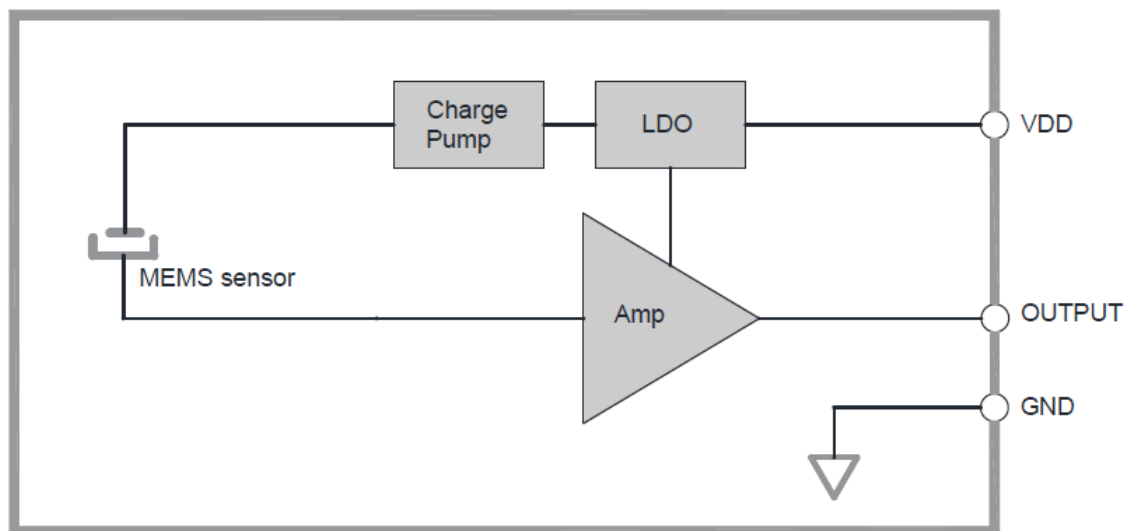 Charge
Pump
LDO
VDD
MEMS sensor
Amp
OUTPUT
GND